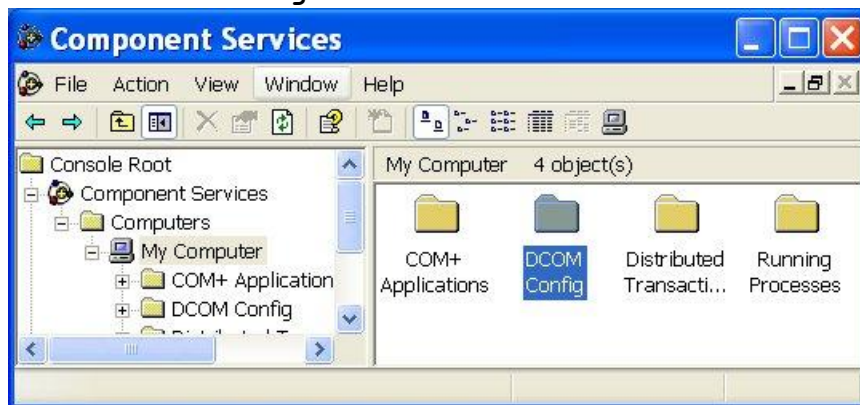 Component Services
File Action View Window Help
Console Root
Component Services
Computers
My Computer
COM+ Application
DCOM Config
My Computer 4 object(s)
COM+
Applications
DCOM
Config
Distributed
Transacti...
Running
Processes